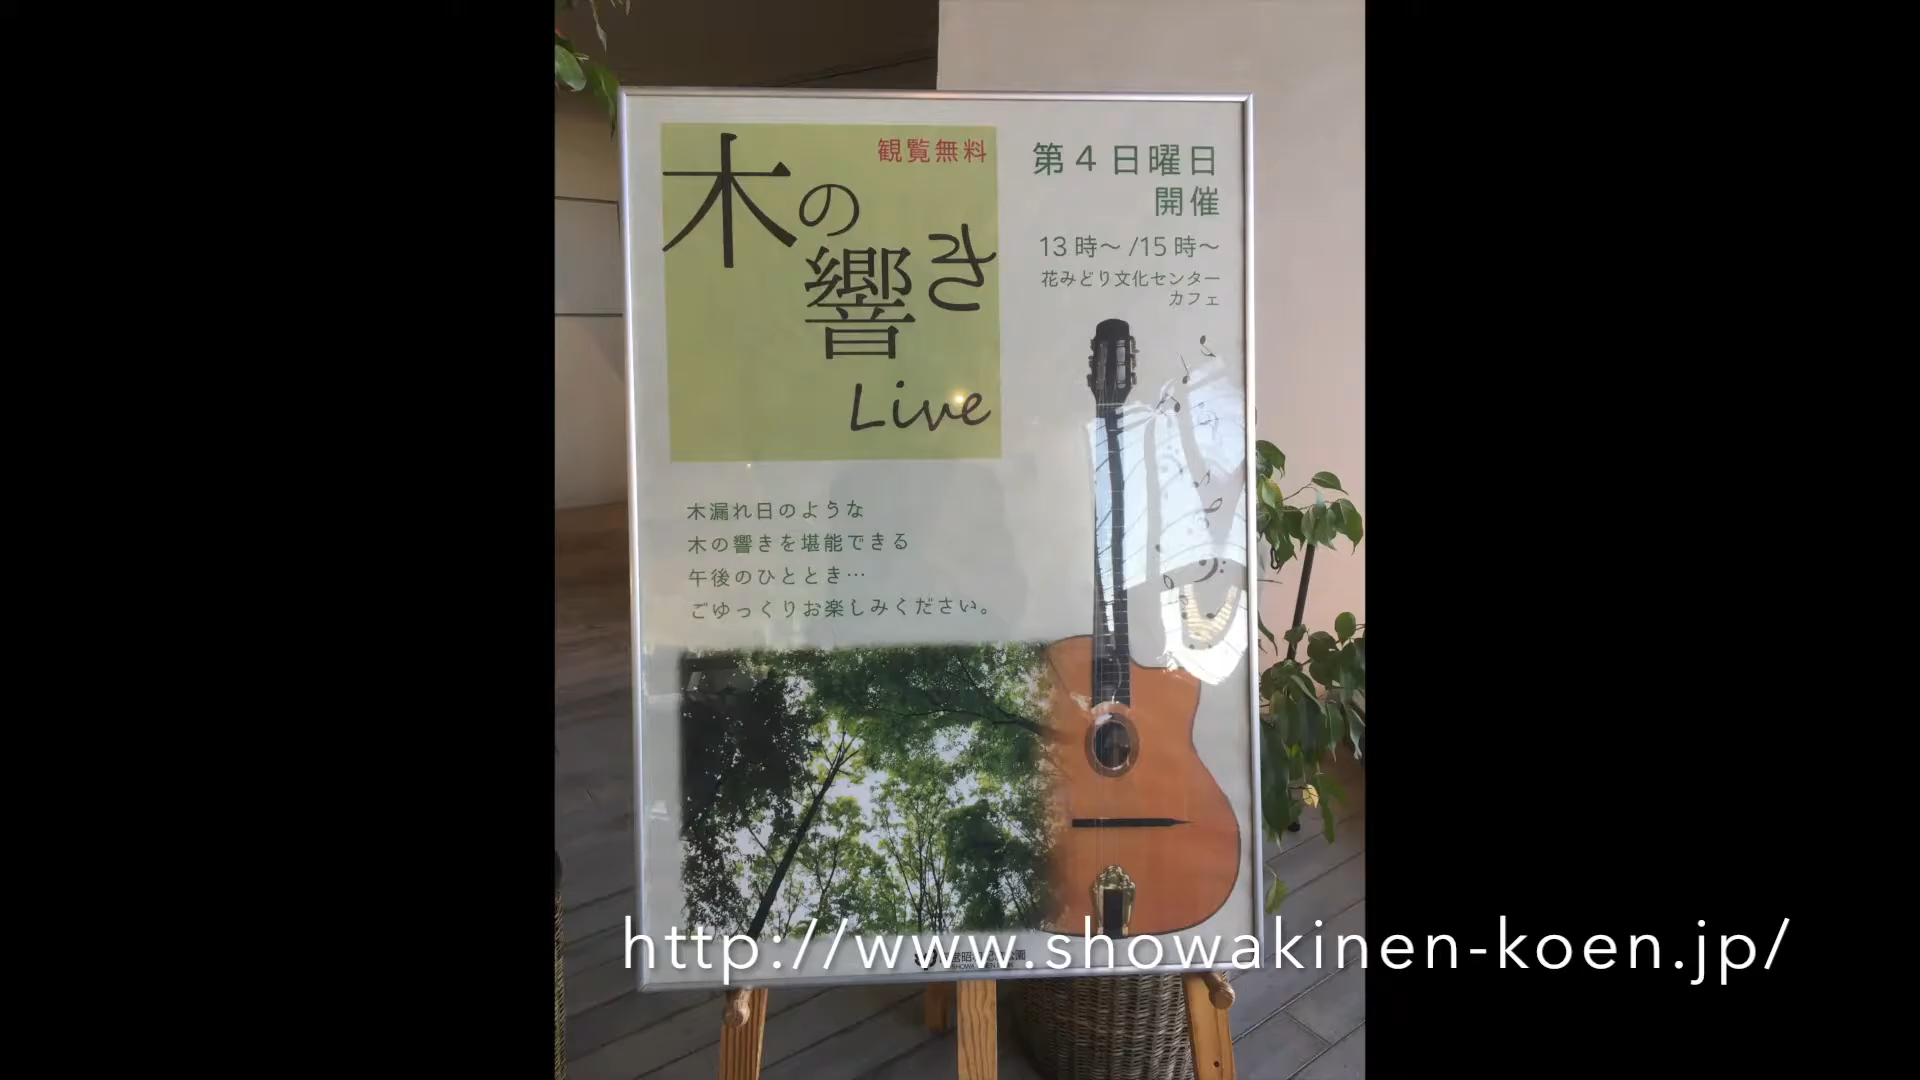 観覧無料
木の響き
Live
第4日曜日
開催
13時～/15時～
花みどり文化センター
カフェ
木漏れ日のような
木の響きを堪能できる
午後のひととき…
ごゆっくりお楽しみください。
http://www.showakinen-koen.jp/